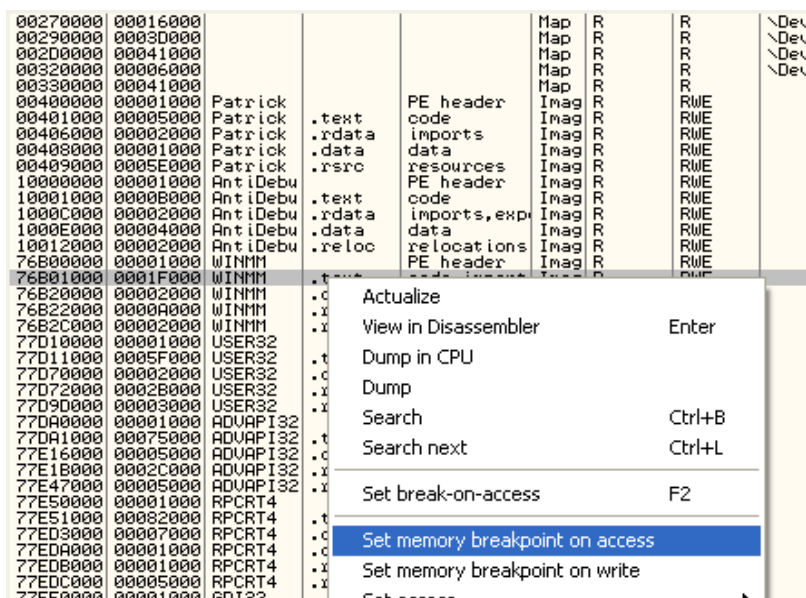 00270000 00016000 Map R R \Dev
00290000 0003D000 Map R R \Dev
002D0000 00041000 Map R R \Dev
00320000 00006000 Map R R \Dev
00330000 00041000 Map R R
00400000 00001000 Patrick PE header Imag R RWE
00401000 00005000 Patrick .text code Imag R RWE
00406000 00002000 Patrick .rdata imports Imag R RWE
00408000 00001000 Patrick .data data Imag R RWE
00409000 0005E000 Patrick .rsrc resources Imag R RWE
10000000 00001000 AntiDebu PE header Imag R RWE
10001000 0000B000 AntiDebu .text code Imag R RWE
1000C000 00002000 AntiDebu .rdata imports,exp Imag R RWE
1000E000 00004000 AntiDebu .data data Imag R RWE
10012000 00002000 AntiDebu .reloc relocations Imag R RWE
76B00000 00001000 WINMM PE header Imag R RWE
76B01000 0001F000 WINMM
76B20000 00002000 WINMM
76B22000 0000A000 WINMM
76B2C000 00002000 WINMM
77D10000 00001000 USER32
77D11000 0005F000 USER32
77D70000 00002000 USER32
77D72000 0002B000 USER32
77D9D000 00003000 USER32
77DA0000 00001000 ADVAPI32
77DA1000 00075000 ADVAPI32
77E16000 00005000 ADVAPI32
77E1B000 0002C000 ADVAPI32
77E47000 00005000 ADVAPI32
77E50000 00001000 RPCRT4
77E51000 00082000 RPCRT4
77ED3000 00007000 RPCRT4
77EDA000 00001000 RPCRT4
77EDB000 00001000 RPCRT4
77EDC000 00005000 RPCRT4
Actualize
View in Disassembler Enter
Dump in CPU
Dump
Search Ctrl+B
Search next Ctrl+L
Set break-on-access F2
Set memory breakpoint on access
Set memory breakpoint on write